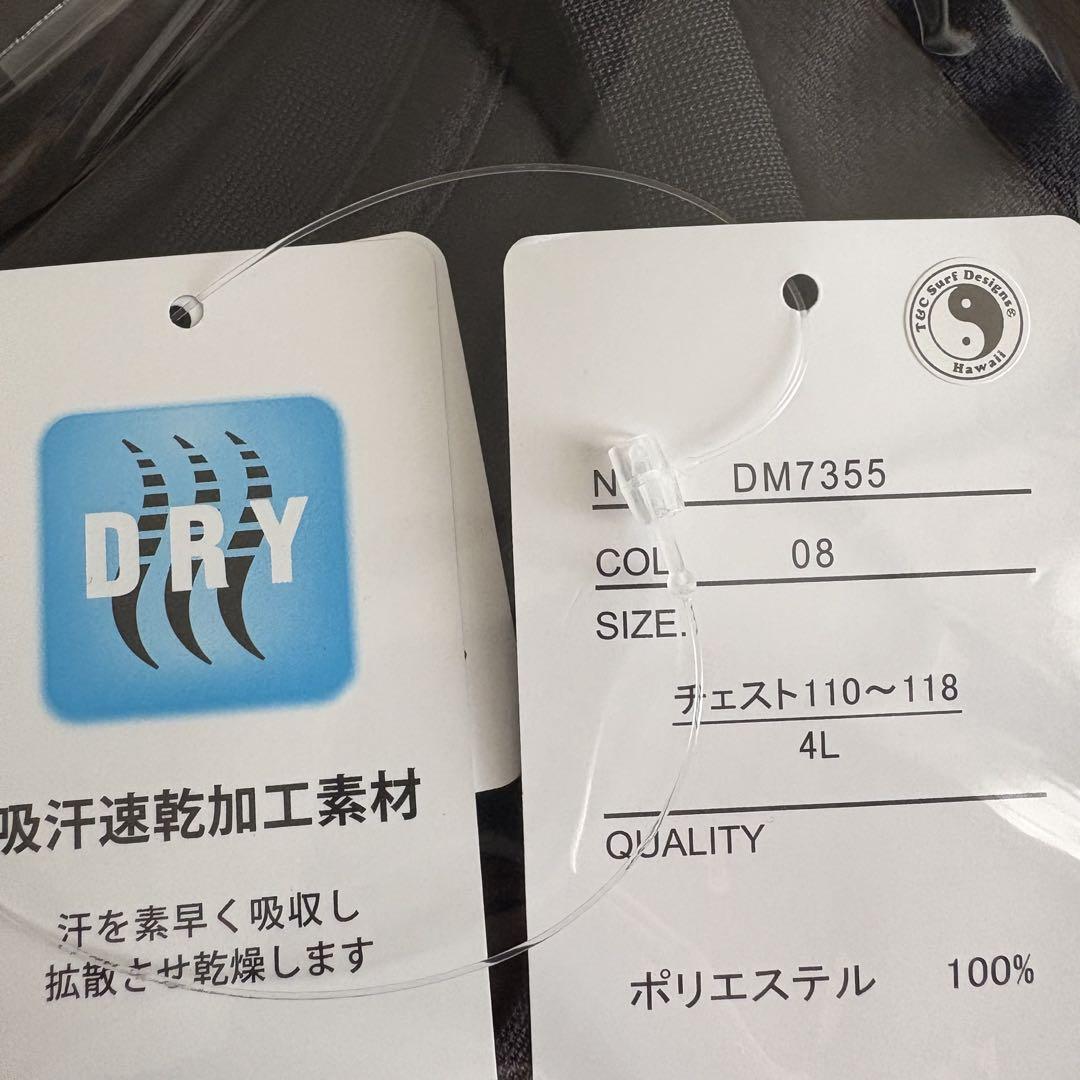 DRY
吸汗速乾加工素材
汗を素早く吸収し
拡散させ乾燥します
T&C Surf Designs®
Hawaii
DM7355
COL 08
SIZE.
チェスト110～118
4L
QUALITY
ポリエステル 100%